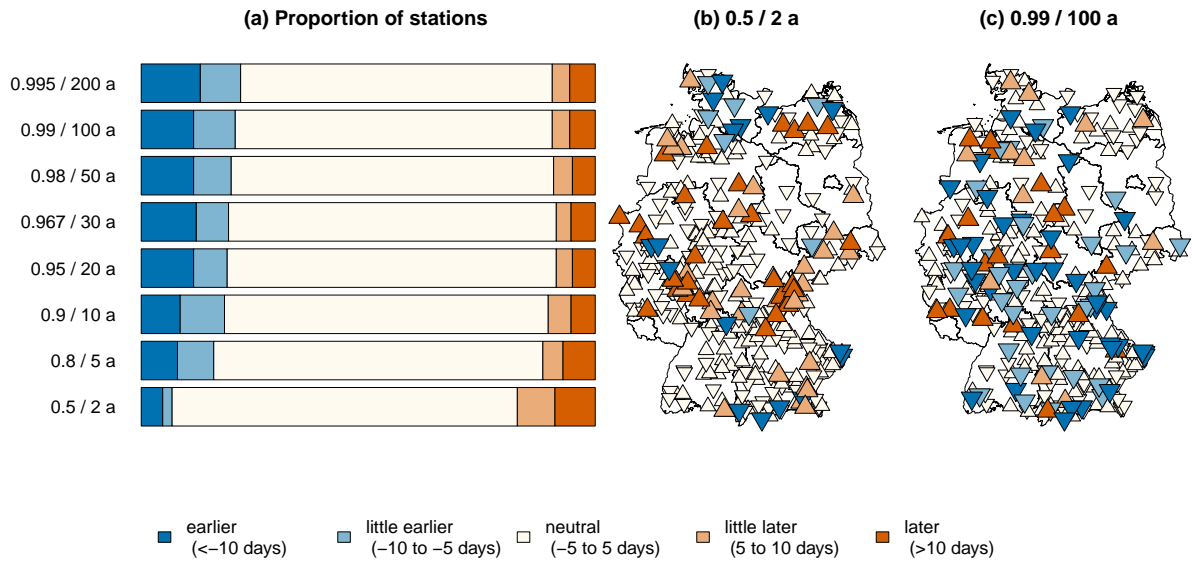 (a) Proportion of stations
(b) 0.5 / 2 a
(c) 0.99 / 100 a
0.995 / 200 a
0.99 / 100 a
0.98 / 50 a
0.967 / 30 a
0.95 / 20 a
0.9 / 10 a
0.8 / 5 a
0.5 / 2 a
earlier
(<−10 days)
little earlier
(−10 to −5 days)
neutral
(−5 to 5 days)
little later
(5 to 10 days)
later
(>10 days)